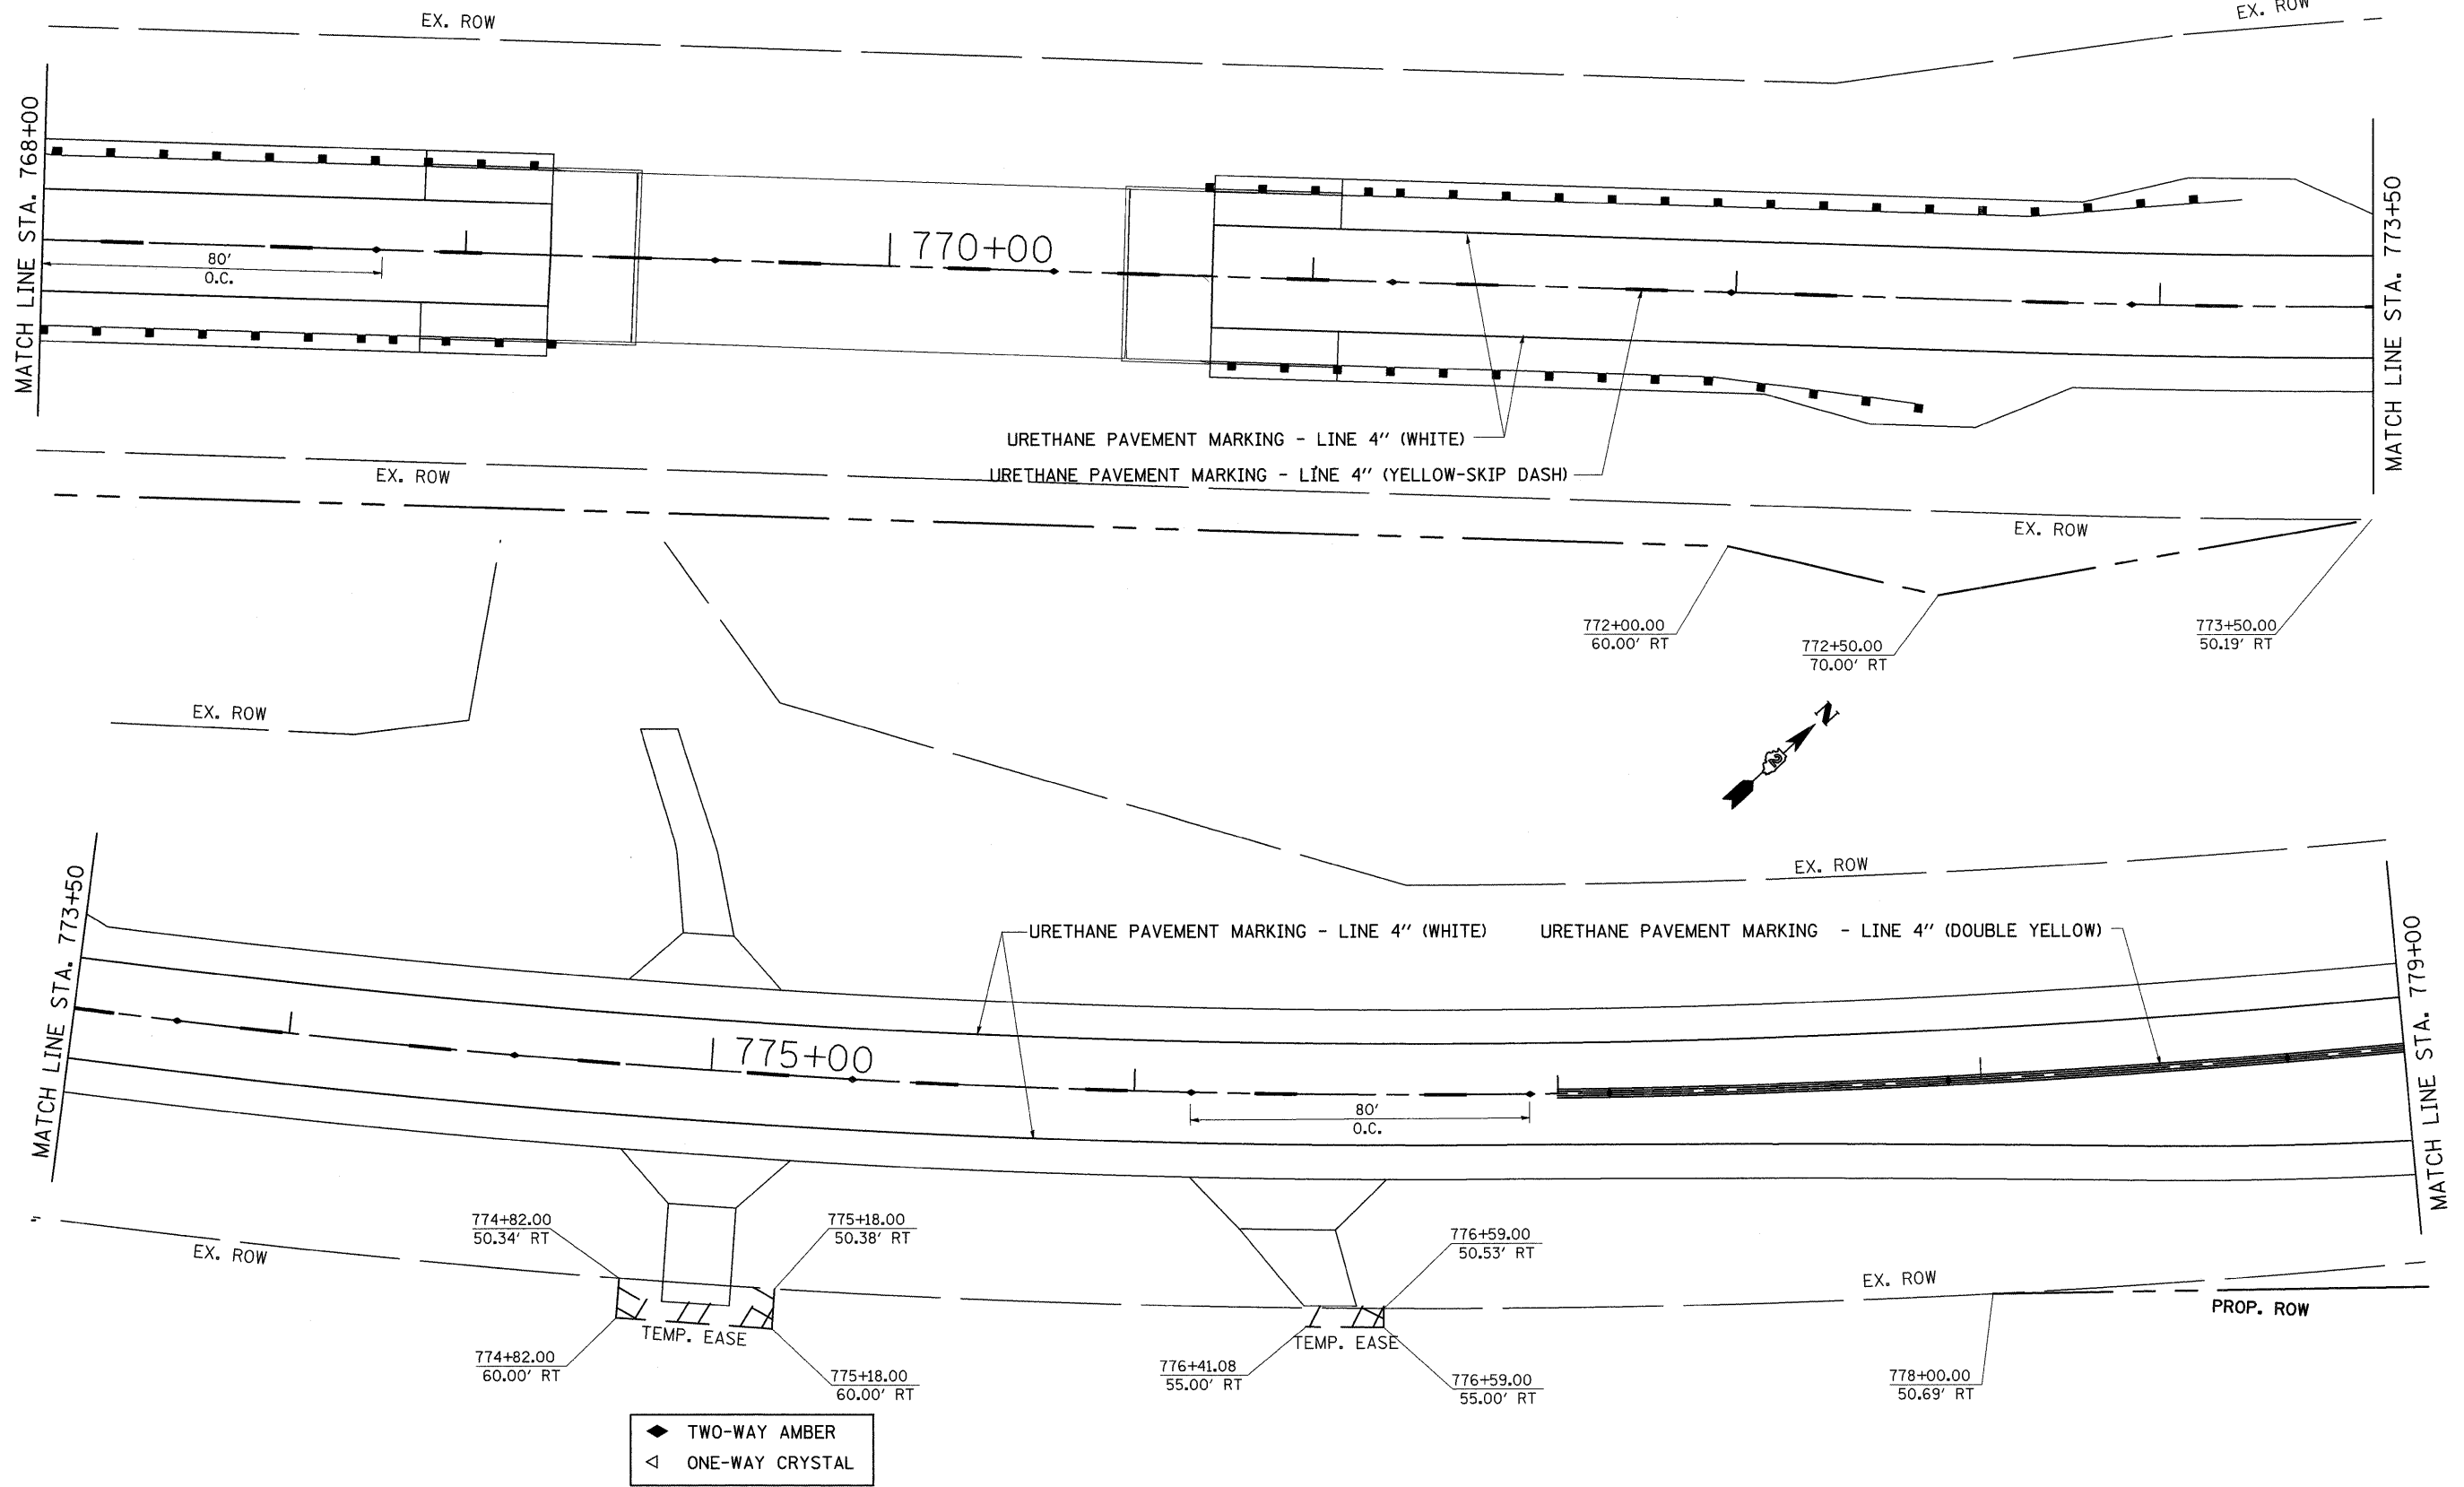 EX. ROW
EX. ROW
MATCH LINE STA. 768+00
770+00
80'
O.C.
MATCH LINE STA. 773+50
URETHANE PAVEMENT MARKING - LINE 4" (WHITE)
URETHANE PAVEMENT MARKING - LINE 4" (YELLOW-SKIP DASH)
EX. ROW
EX. ROW
772+00.00
60.00' RT
772+50.00
70.00' RT
773+50.00
50.19' RT
EX. ROW
N
2
EX. ROW
MATCH LINE STA. 773+50
URETHANE PAVEMENT MARKING - LINE 4" (WHITE)
URETHANE PAVEMENT MARKING - LINE 4" (DOUBLE YELLOW)
MATCH LINE STA. 779+00
775+00
80'
O.C.
774+82.00
50.34' RT
775+18.00
50.38' RT
776+59.00
50.53' RT
EX. ROW
EX. ROW
PROP. ROW
TEMP. EASE
TEMP. EASE
774+82.00
60.00' RT
775+18.00
60.00' RT
776+41.08
55.00' RT
776+59.00
55.00' RT
778+00.00
50.69' RT
TWO-WAY AMBER
ONE-WAY CRYSTAL